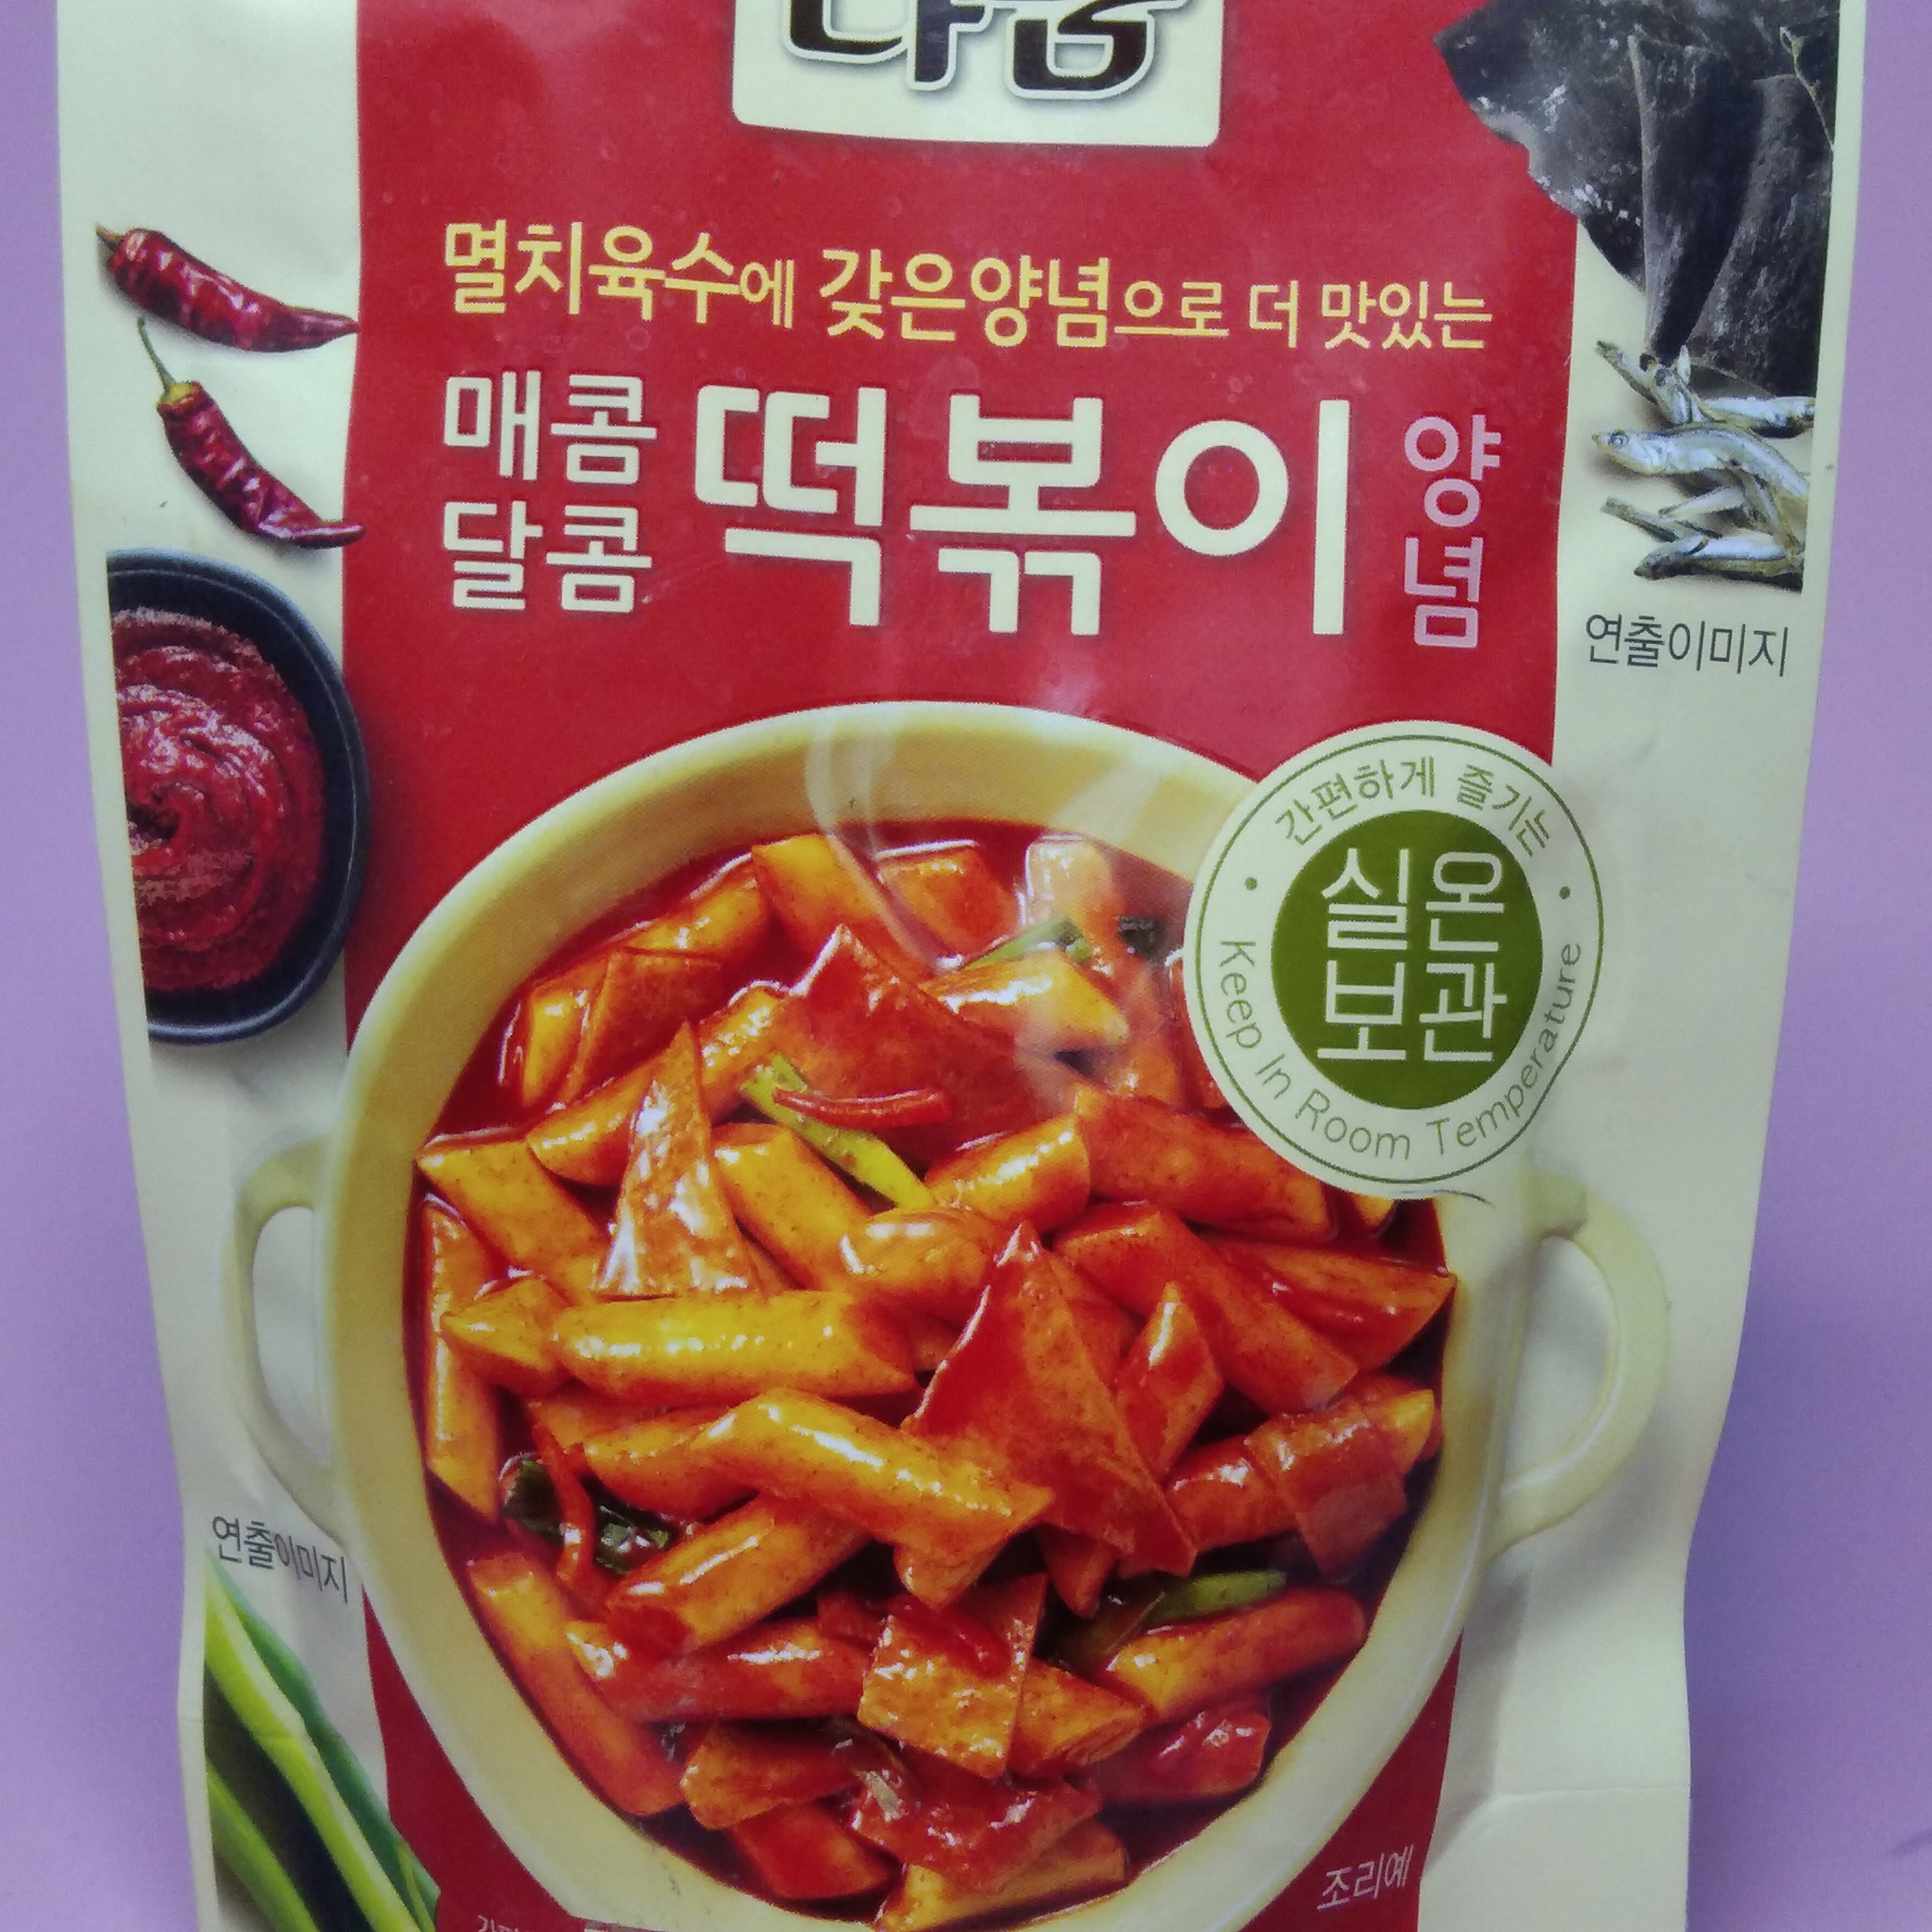 멸치육수에 갖은양념으로 더 맛있는
매콤
달콤
떡볶이
양념
연출이미지
간편하게 즐기는
실온
보관
Keep In Room Temperature
연출이미지
조리예